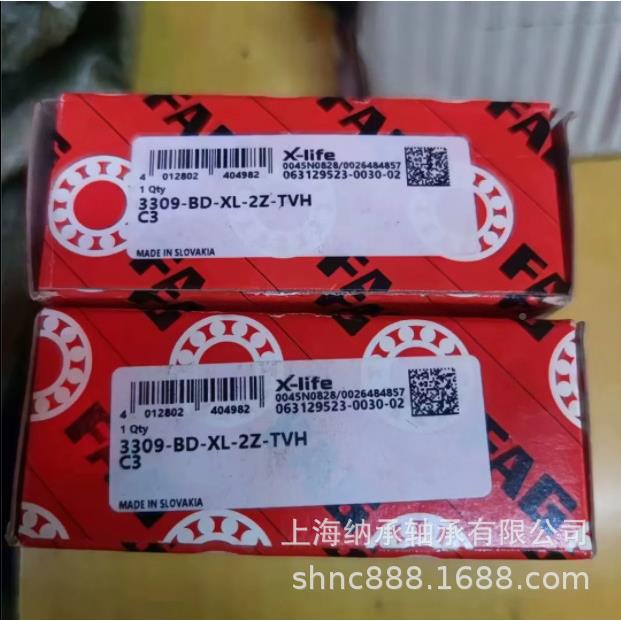 FAG
FAG
FAG
4 012802 404982
X-life
0045N0828/0026484857
063129523-0030-02
1 Qty
3309-BD-XL-2Z-TVH
C3
MADE IN SLOVAKIA
FAG
FAG
4 012802 404982
X-life
0045N0828/0026484857
063129523-0030-02
1 Qty
3309-BD-XL-2Z-TVH
C3
MADE IN SLOVAKIA
上海纳承轴承有限公司
shnc888.1688.com